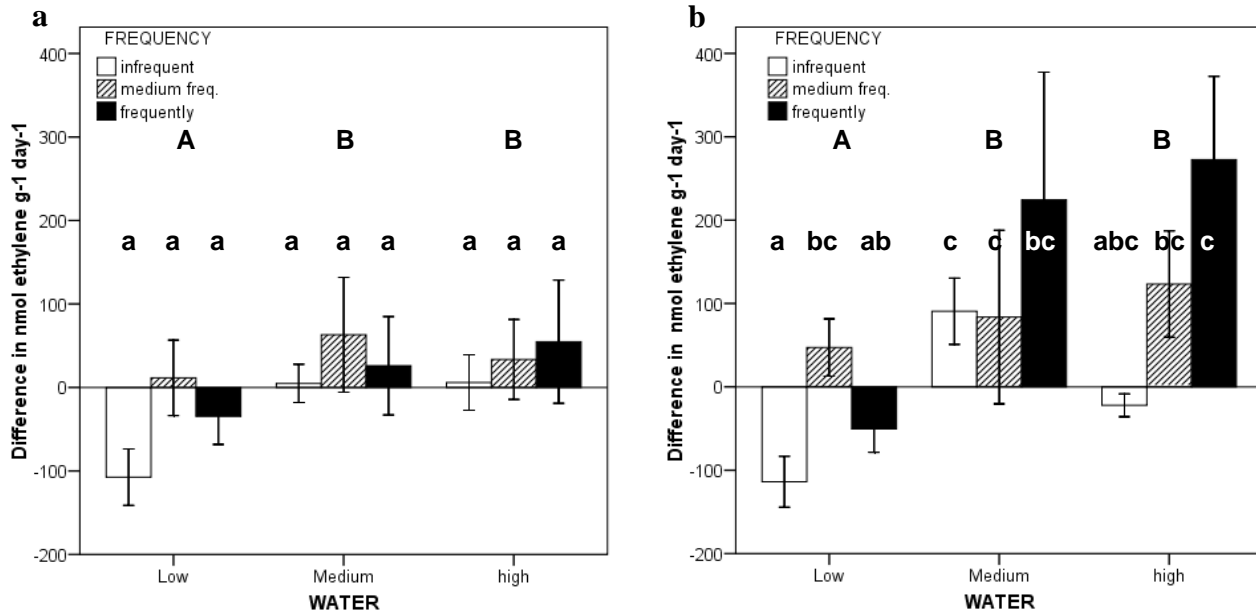 a
FREQUENCY
infrequent
medium freq.
frequently
400
300
200
100
0
-100
-200
Difference in nmol ethylene g-1 day-1
A B B
a a a a a a a a a
Low Medium high
WATER
b
FREQUENCY
infrequent
medium freq.
frequently
400
300
200
100
0
-100
-200
Difference in nmol ethylene g-1 day-1
A B B
a bc ab c c bc abc bc c
Low Medium high
WATER